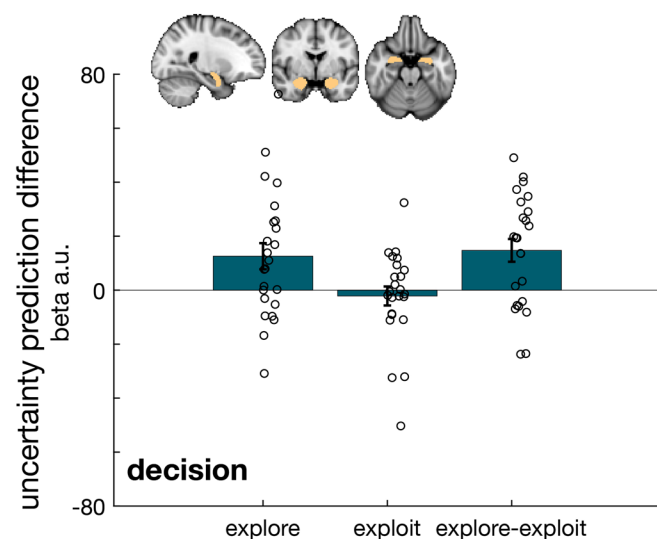 80
0
-80
uncertainty prediction difference
beta a.u.
decision
explore
exploit
explore-exploit